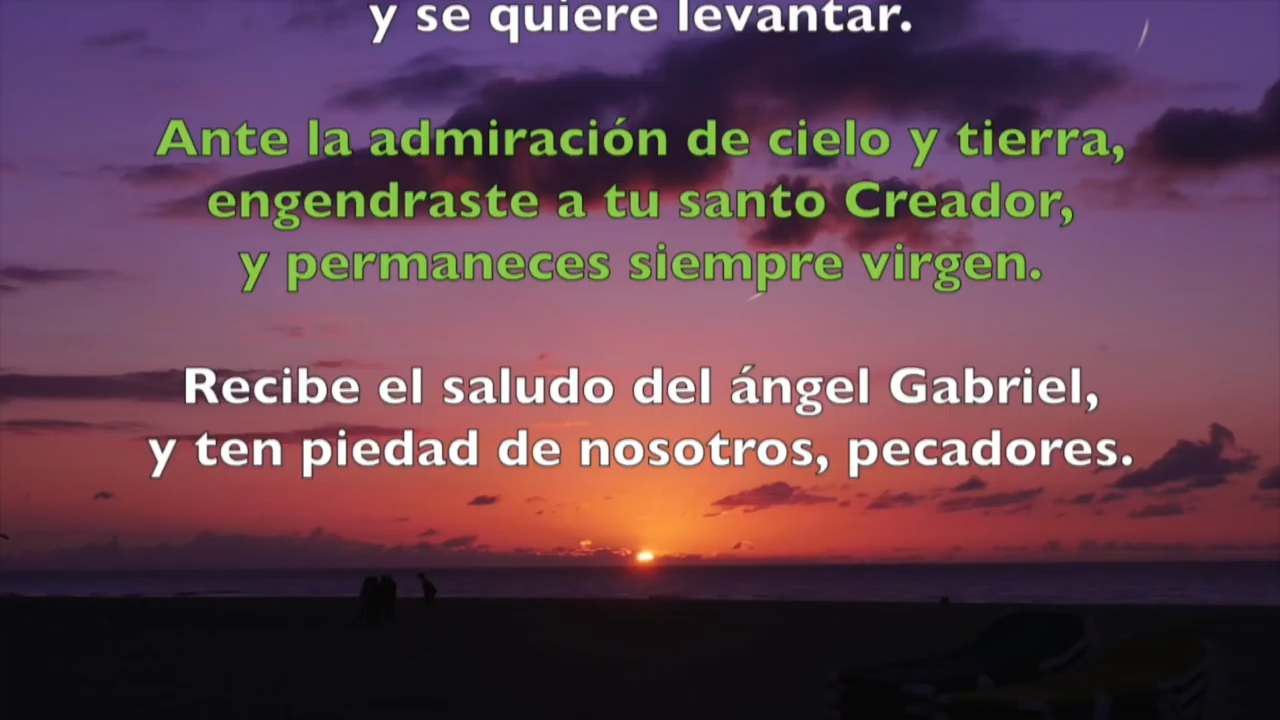 y se quiere levantar.
Ante la admiración de cielo y tierra,
engendraste a tu santo Creador,
y permaneces siempre virgen.
Recibe el saludo del ángel Gabriel,
y ten piedad de nosotros, pecadores.